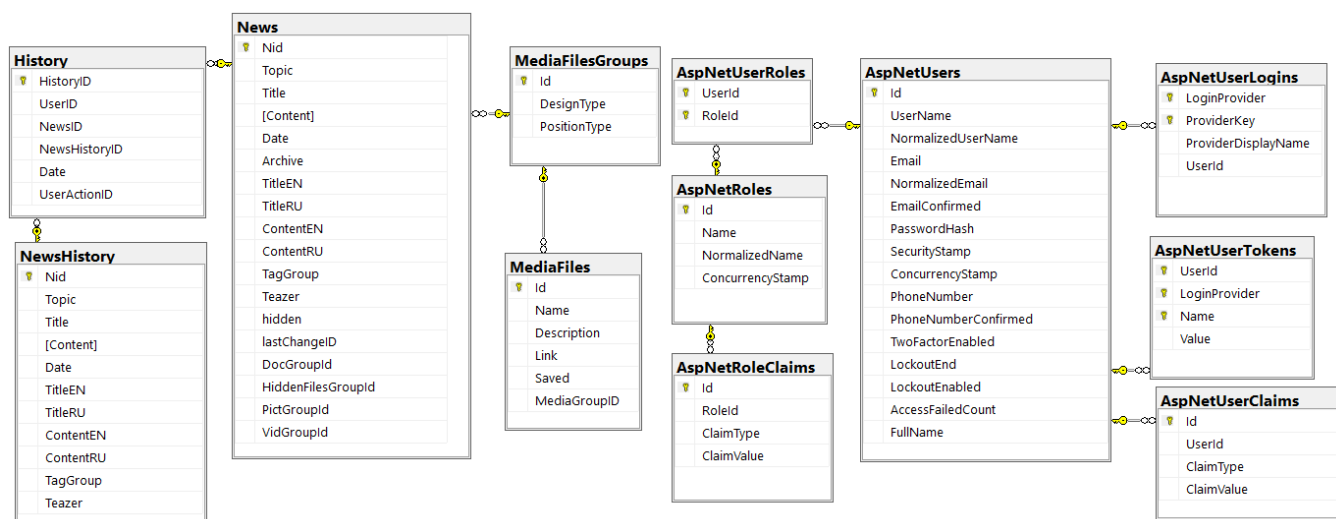 History
HistoryID
UserID
NewsID
NewsHistoryID
Date
UserActionID
NewsHistory
Nid
Topic
Title
[Content]
Date
TitleEN
TitleRU
ContentEN
ContentRU
TagGroup
Teazer
News
Nid
Topic
Title
[Content]
Date
Archive
TitleEN
TitleRU
ContentEN
ContentRU
TagGroup
Teazer
hidden
lastChangeID
DocGroupId
HiddenFilesGroupId
PictGroupId
VidGroupId
MediaFilesGroups
Id
DesignType
PositionType
MediaFiles
Id
Name
Description
Link
Saved
MediaGroupID
AspNetUserRoles
UserId
RoleId
AspNetRoles
Id
Name
NormalizedName
ConcurrencyStamp
AspNetRoleClaims
Id
RoleId
ClaimType
ClaimValue
AspNetUsers
Id
UserName
NormalizedUserName
Email
NormalizedEmail
EmailConfirmed
PasswordHash
SecurityStamp
ConcurrencyStamp
PhoneNumber
PhoneNumberConfirmed
TwoFactorEnabled
LockoutEnd
LockoutEnabled
AccessFailedCount
FullName
AspNetUserLogins
LoginProvider
ProviderKey
ProviderDisplayName
UserId
AspNetUserTokens
UserId
LoginProvider
Name
Value
AspNetUserClaims
Id
UserId
ClaimType
ClaimValue